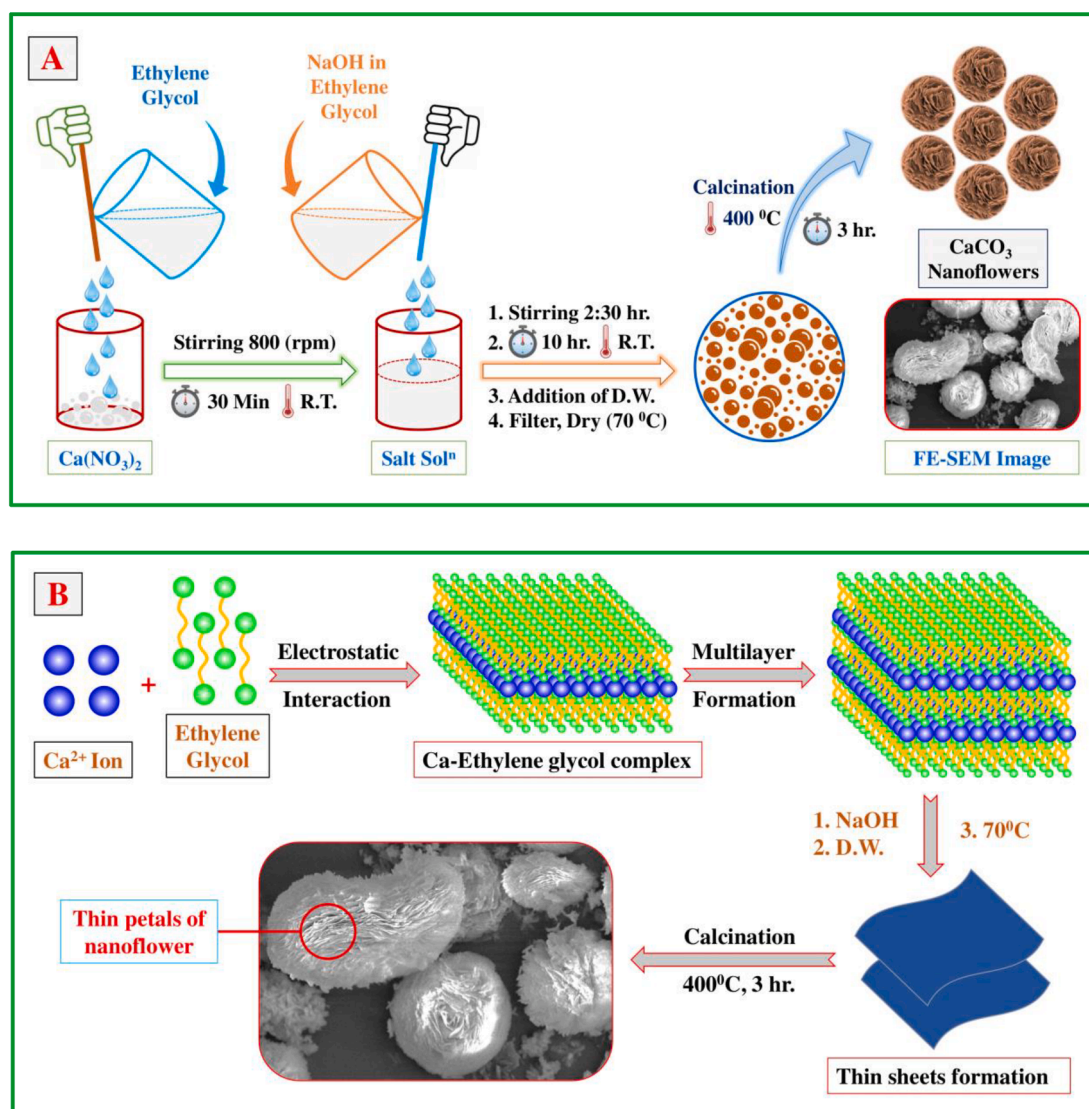 A
Ethylene
Glycol
NaOH in
Ethylene
Glycol
Calcination
400 ⁰C
3 hr.
CaCO₃
Nanoflowers
Stirring 800 (rpm)
30 Min
R.T.
1. Stirring 2:30 hr.
2. 10 hr. R.T.
3. Addition of D.W.
4. Filter, Dry (70 ⁰C)
Ca(NO₃)₂
Salt Solⁿ
FE-SEM Image
B
Ca²⁺ Ion
+
Ethylene
Glycol
Electrostatic
Interaction
Ca-Ethylene glycol complex
Multilayer
Formation
1. NaOH
2. D.W.
3. 70⁰C
Thin sheets formation
Calcination
400⁰C, 3 hr.
Thin petals of
nanoflower